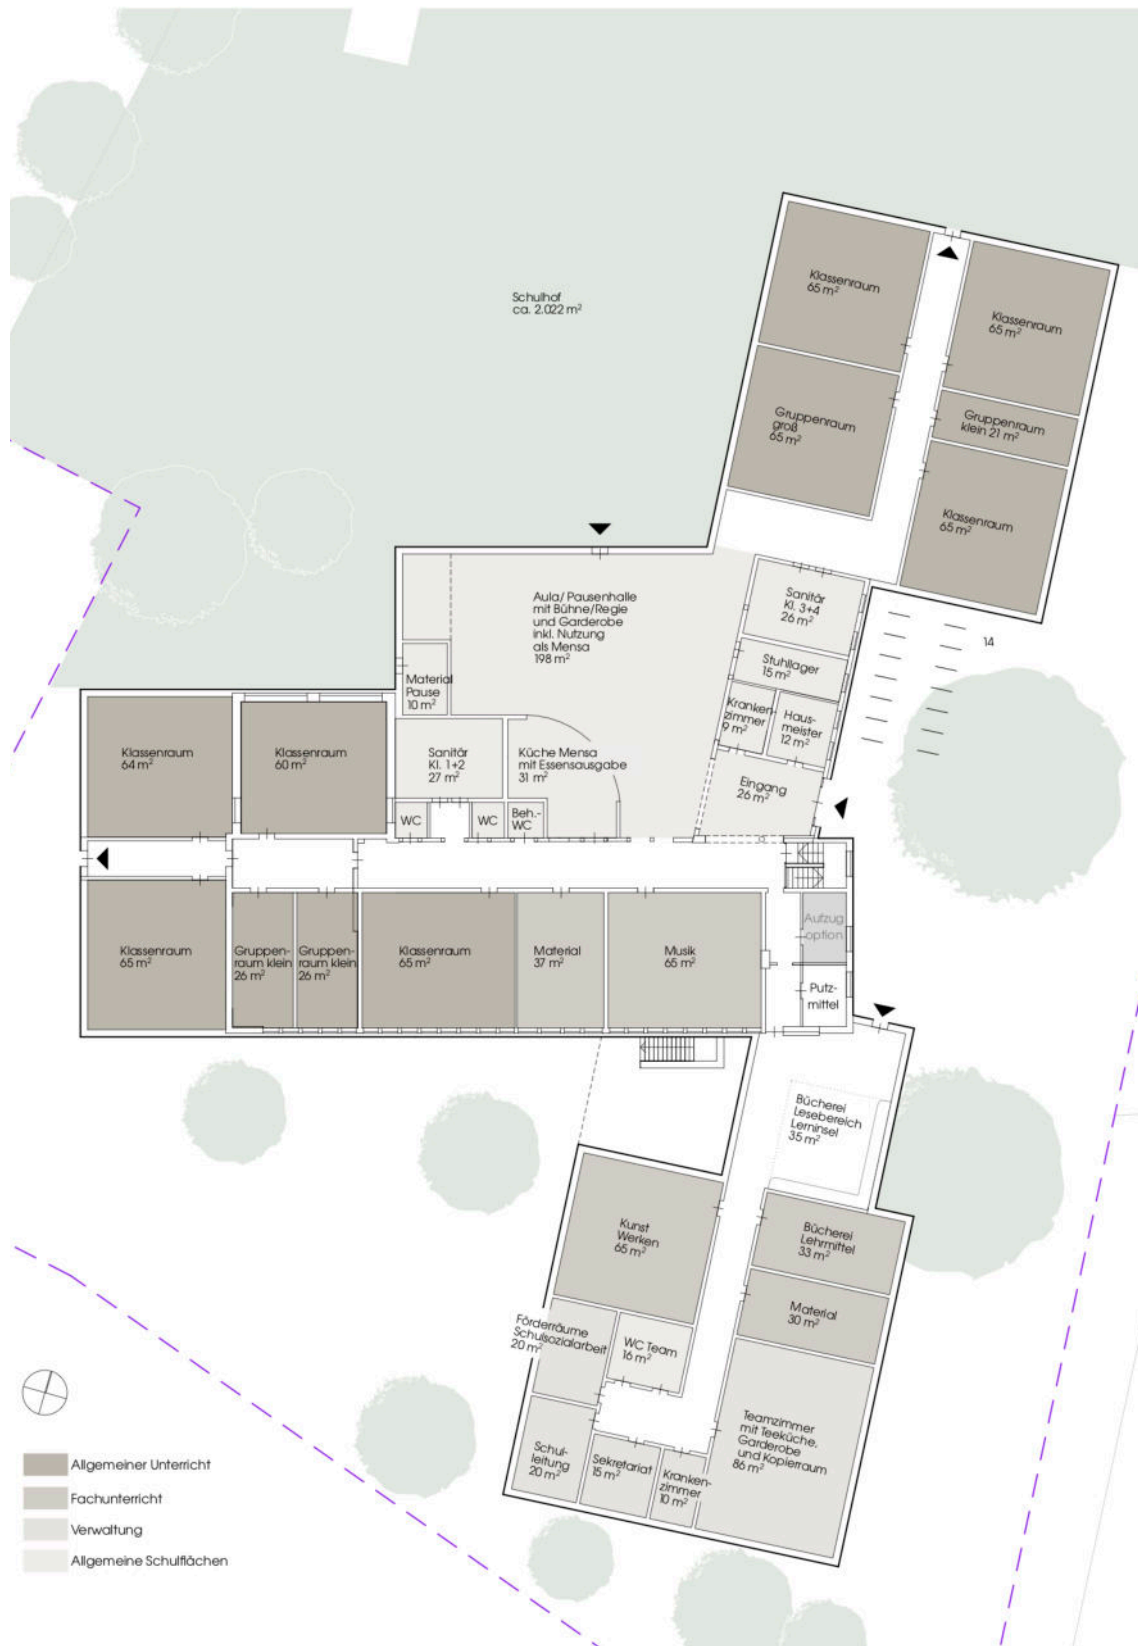 Klassenraum
65 m²
Klassenraum
65 m²
Schulhof
ca. 2.022 m²
Gruppenraum
groß
65 m²
Gruppenraum
klein 21 m²
Klassenraum
65 m²
Aula/ Pausenhalle
mit Bühne/Regie
und Garderobe
inkl. Nutzung
als Mensa
198 m²
Sanitär
Kl. 3+4
26 m²
14
Stuhllager
15 m²
Material
Pause
10 m²
Kranken-
zimmer
9 m²
Haus-
meister
12 m²
Klassenraum
64 m²
Klassenraum
60 m²
Sanitär
Kl. 1+2
27 m²
Küche Mensa
mit Essensausgabe
31 m²
Eingang
26 m²
WC
WC
Beh.-
WC
Klassenraum
65 m²
Gruppen-
raum klein
26 m²
Gruppen-
raum klein
26 m²
Klassenraum
65 m²
Material
37 m²
Musik
65 m²
Aufzug
option
Putz-
mittel
Bücherei
Lesebereich
Lerninsel
35 m²
Kunst
Werken
65 m²
Bücherei
Lehrmittel
33 m²
Material
30 m²
Förderräume
Schulsozialarbeit
20 m²
WC Team
16 m²
Teamzimmer
mit Teeküche,
Garderobe
und Kopierraum
86 m²
Schul-
leitung
20 m²
Sekretariat
15 m²
Kranken-
zimmer
10 m²
Allgemeiner Unterricht
Fachunterricht
Verwaltung
Allgemeine Schulflächen